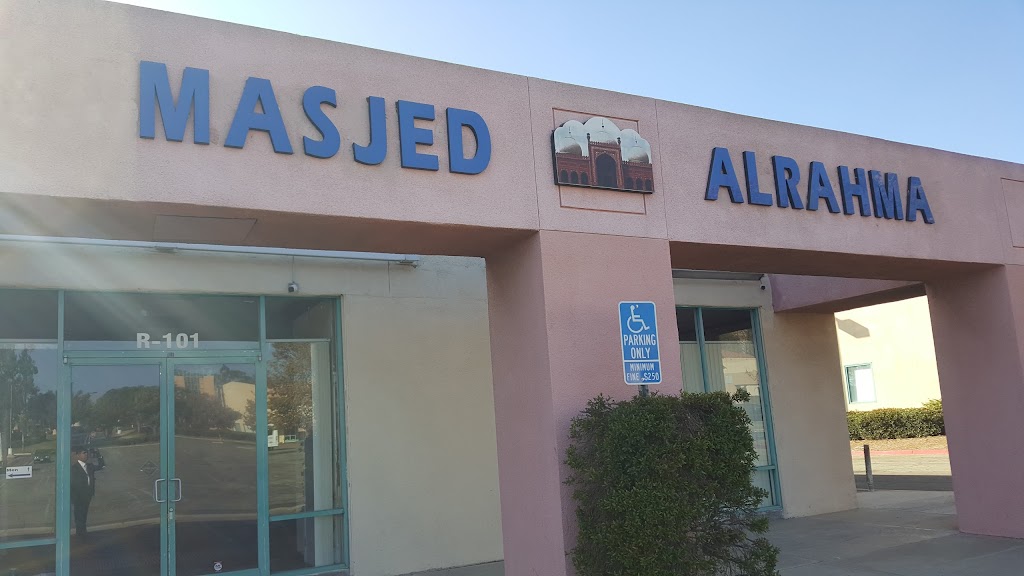 MASJED ALRAHMA
R-101
PARKING
ONLY
MINIMUM
FINE $250